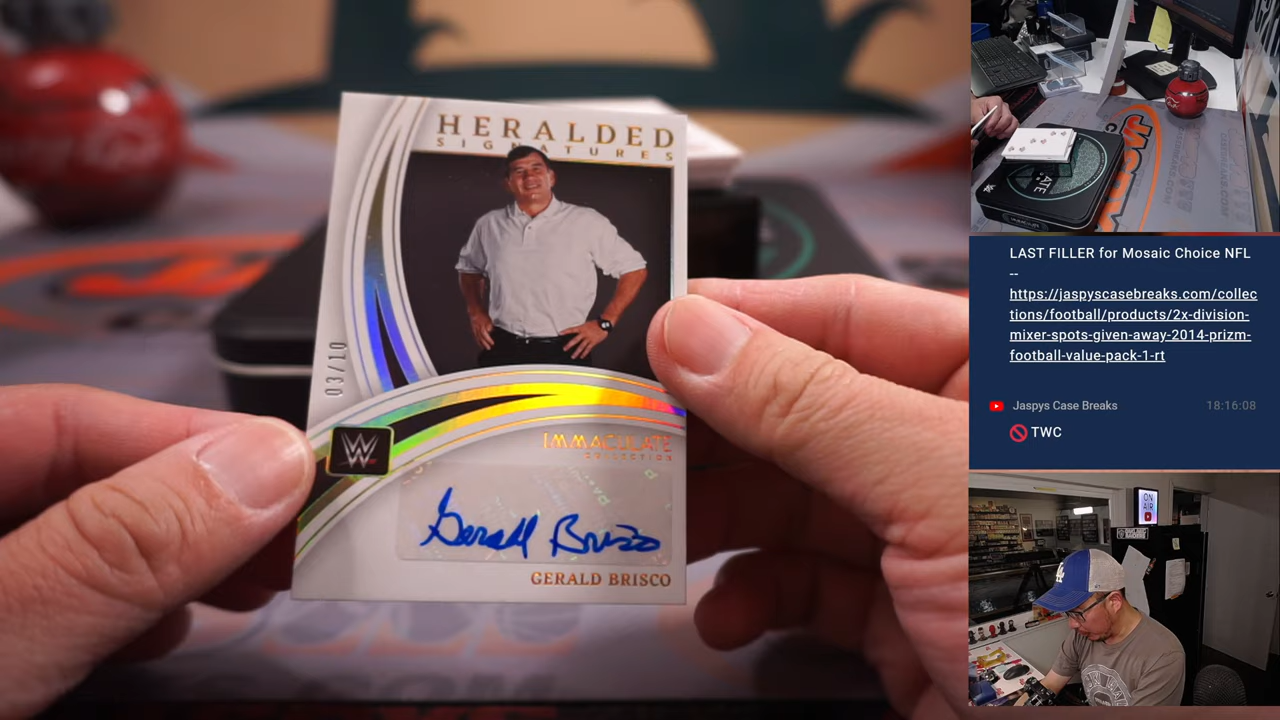 HERALDED
SIGNATURES
03/10
W
IMMACULATE
COLLECTION
Gerald Brisco
GERALD BRISCO
LAST FILLER for Mosaic Choice NFL
--
https://jaspyscasebreaks.com/collec
tions/football/products/2x-division-
mixer-spots-given-away-2014-prizm-
football-value-pack-1-rt
Jaspys Case Breaks 18:16:08
🚫 TWC
ON
AIR